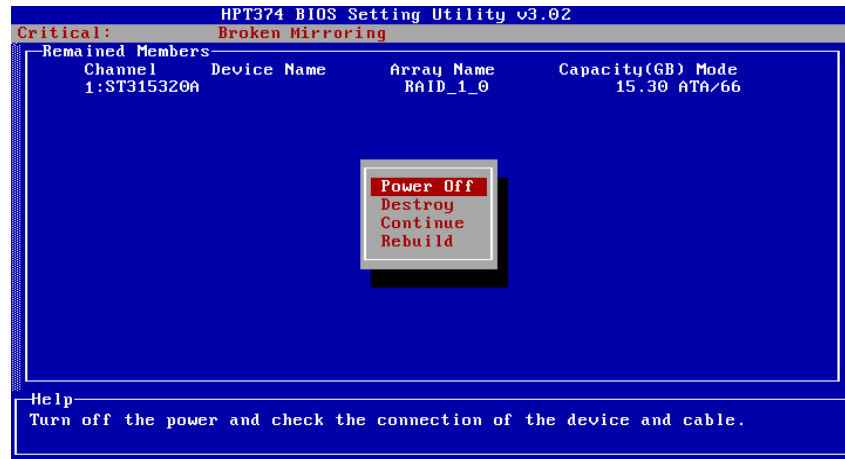 HPT374 BIOS Setting Utility v3.02
Critical: Broken Mirroring
Remained Members
Channel Device Name Array Name Capacity(GB) Mode
1:ST315320A RAID_1_0 15.30 ATA/66
Power Off
Destroy
Continue
Rebuild
Help
Turn off the power and check the connection of the device and cable.